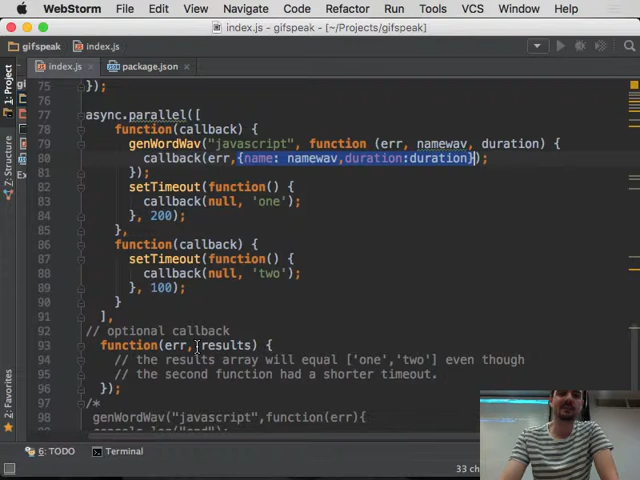 WebStorm File Edit View Navigate Code Refactor Run Tools VCS Window Help
index.js - gifspeak - [~/Projects/gifspeak]
gifspeak index.js
index.js package.json
1: Project
7: Structure
2: Favorites
75 });
76
77 async.parallel([
78 function(callback) {
79 genWordWav("javascript", function (err, namewav, duration) {
80 callback(err,{name: namewav,duration:duration});
81 });
82 setTimeout(function() {
83 callback(null, 'one');
84 }, 200);
85 },
86 function(callback) {
87 setTimeout(function() {
88 callback(null, 'two');
89 }, 100);
90 }
91 ],
92 // optional callback
93 function(err, results) {
94 // the results array will equal ['one','two'] even though
95 // the second function had a shorter timeout.
96 });
97 /*
98 genWordWav("javascript",function(err){
6: TODO Terminal
33 ch